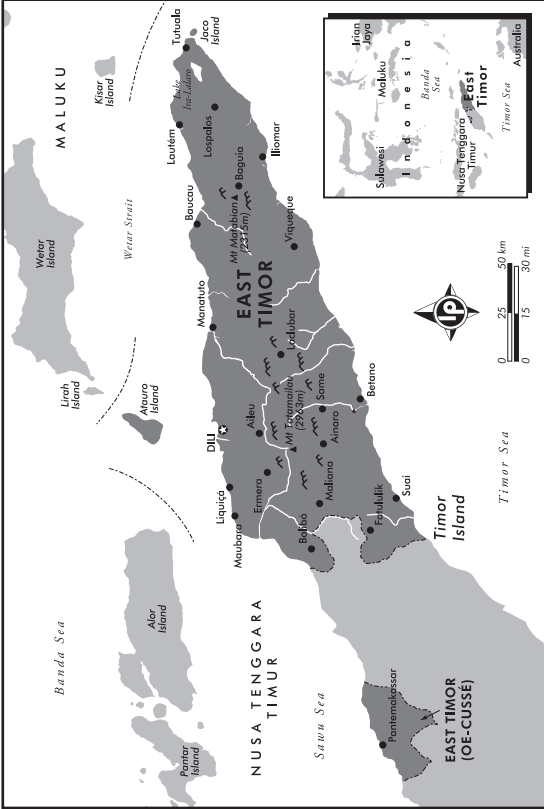 Banda Sea
MALUKU
Wetar
Island
Kisar
Island
Lirah
Island
Wetar Strait
Alor
Island
Pantar
Island
Atauro
Island
Jaco
Island
Tutuala
Lake
Ira-Lalaro
Lautém
Lospalos
Baucau
Baguia
Mt Matabian
(2315m)
Iliomar
Manatuto
EAST
TIMOR
Viqueque
DILI
Liquiçá
Maubara
Aileu
Ermera
Laclubar
Mt Tatamailau
(2963m)
Same
Ainaro
Maliana
Balibó
Betano
Fatululik
Suai
NUSA TENGGARA
TIMUR
Sawu Sea
Timor
Island
Timor Sea
Pantemakassar
EAST TIMOR
(OE-CUSSÉ)
LP
0 25 50 km
0 15 30 mi
Irian
Jaya
Maluku
Sulawesi
Indonesia
Banda
Sea
East
Timor
Nusa Tenggara
Timur
Timor Sea
Australia